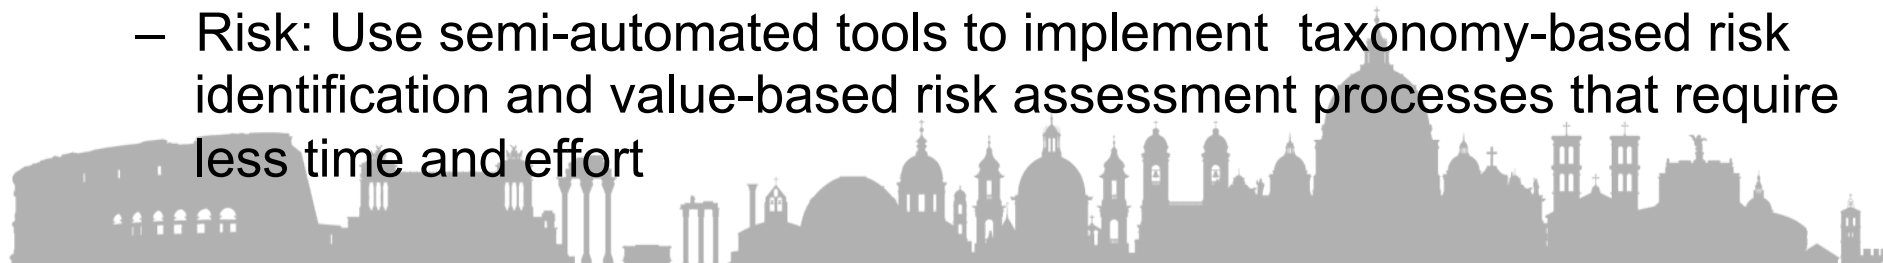 – Risk: Use semi-automated tools to implement  taxonomy-based risk
identification and value-based risk assessment processes that require
less time and effort